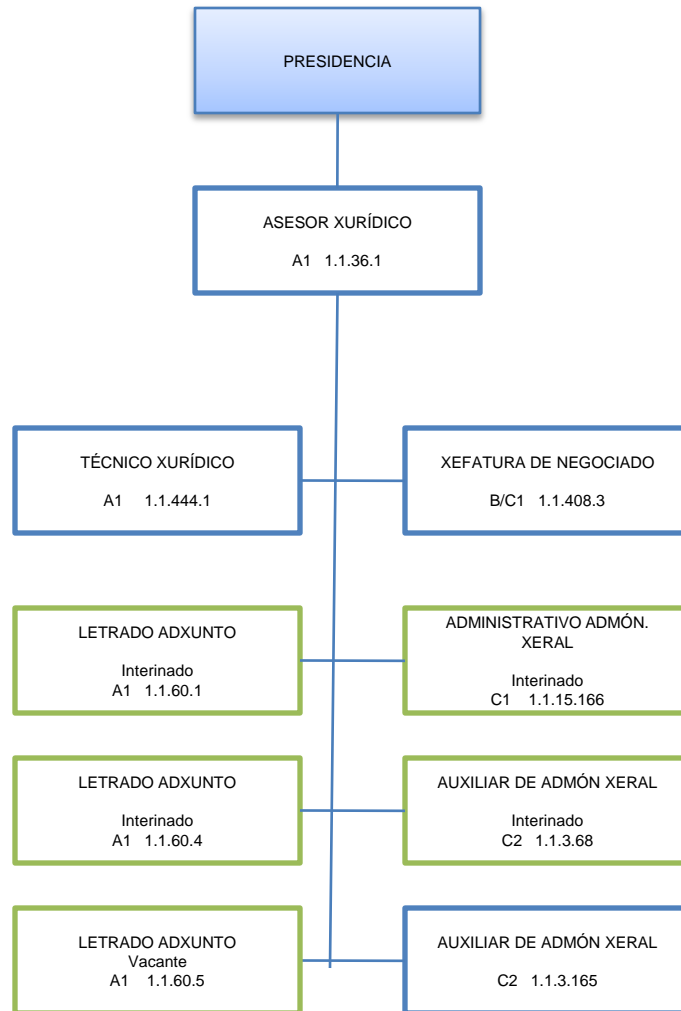 PRESIDENCIA
ASESOR XURÍDICO
A1 1.1.36.1
TÉCNICO XURÍDICO
A1 1.1.444.1
XEFATURA DE NEGOCIADO
B/C1 1.1.408.3
LETRADO ADXUNTO
Interinado
A1 1.1.60.1
ADMINISTRATIVO ADMÓN.
XERAL
Interinado
C1 1.1.15.166
LETRADO ADXUNTO
Interinado
A1 1.1.60.4
AUXILIAR DE ADMÓN XERAL
Interinado
C2 1.1.3.68
LETRADO ADXUNTO
Vacante
A1 1.1.60.5
AUXILIAR DE ADMÓN XERAL
C2 1.1.3.165